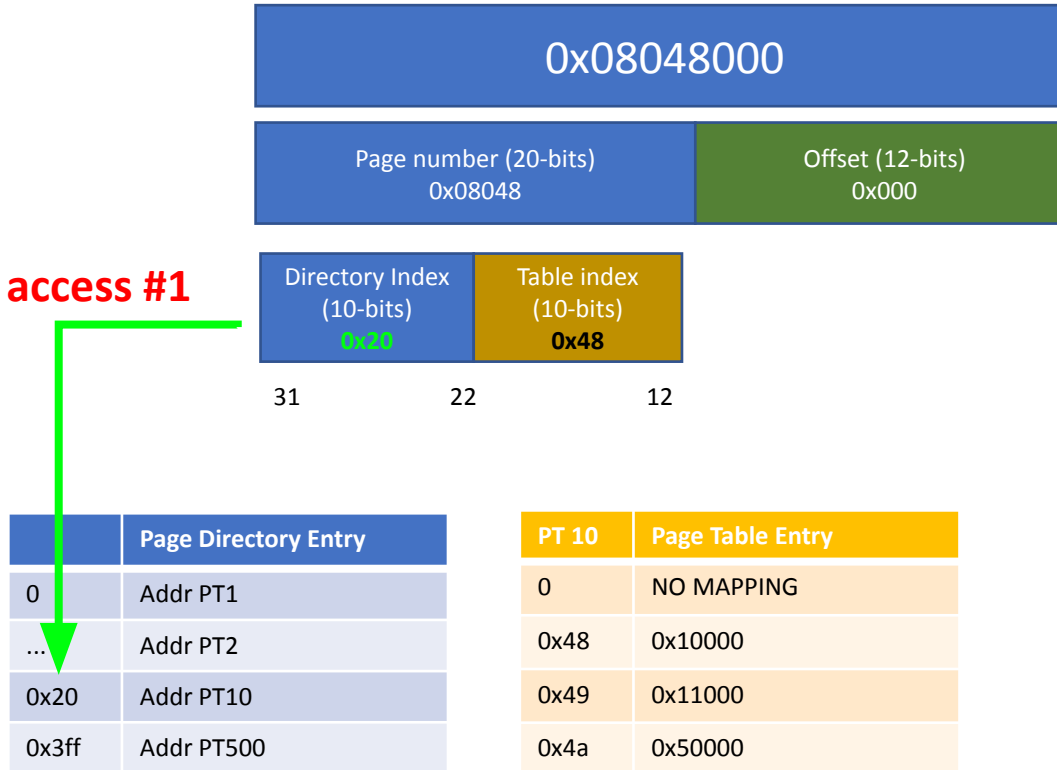 0x08048000
Page number (20-bits)
0x08048
Offset (12-bits)
0x000
access #1
Directory Index
(10-bits)
0x20
Table index
(10-bits)
0x48
31 22 12
Page Directory Entry
0 Addr PT1
... Addr PT2
0x20 Addr PT10
0x3ff Addr PT500
PT 10 Page Table Entry
0 NO MAPPING
0x48 0x10000
0x49 0x11000
0x4a 0x50000